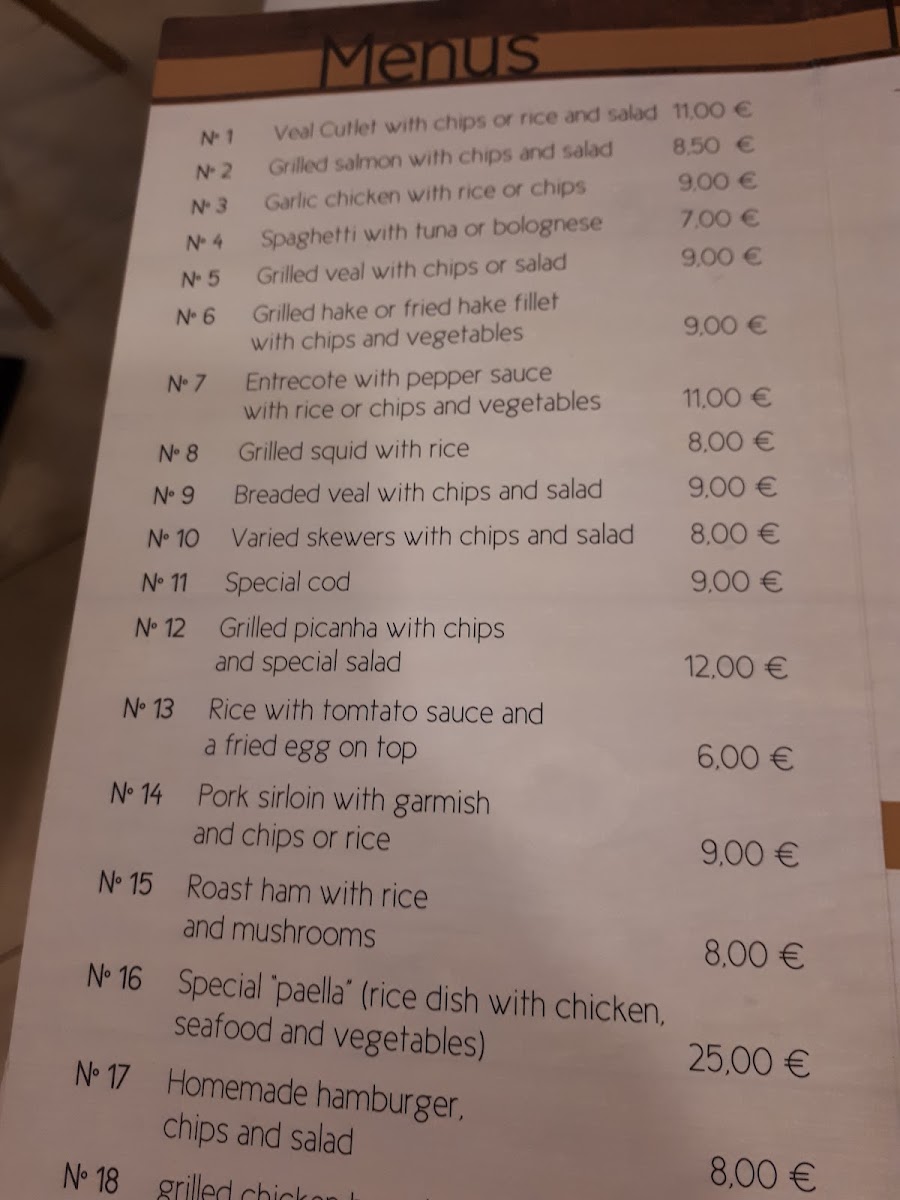 Menus
Nº 1 Veal Cutlet with chips or rice and salad 11,00 €
Nº 2 Grilled salmon with chips and salad 8,50 €
Nº 3 Garlic chicken with rice or chips 9,00 €
Nº 4 Spaghetti with tuna or bolognese 7,00 €
Nº 5 Grilled veal with chips or salad 9,00 €
Nº 6 Grilled hake or fried hake fillet
with chips and vegetables 9,00 €
Nº 7 Entrecote with pepper sauce
with rice or chips and vegetables 11,00 €
Nº 8 Grilled squid with rice 8,00 €
Nº 9 Breaded veal with chips and salad 9,00 €
Nº 10 Varied skewers with chips and salad 8,00 €
Nº 11 Special cod 9,00 €
Nº 12 Grilled picanha with chips
and special salad 12,00 €
Nº 13 Rice with tomtato sauce and
a fried egg on top 6,00 €
Nº 14 Pork sirloin with garmish
and chips or rice 9,00 €
Nº 15 Roast ham with rice
and mushrooms 8,00 €
Nº 16 Special "paella" (rice dish with chicken,
seafood and vegetables) 25,00 €
Nº 17 Homemade hamburger,
chips and salad 8,00 €
Nº 18 grilled chicken